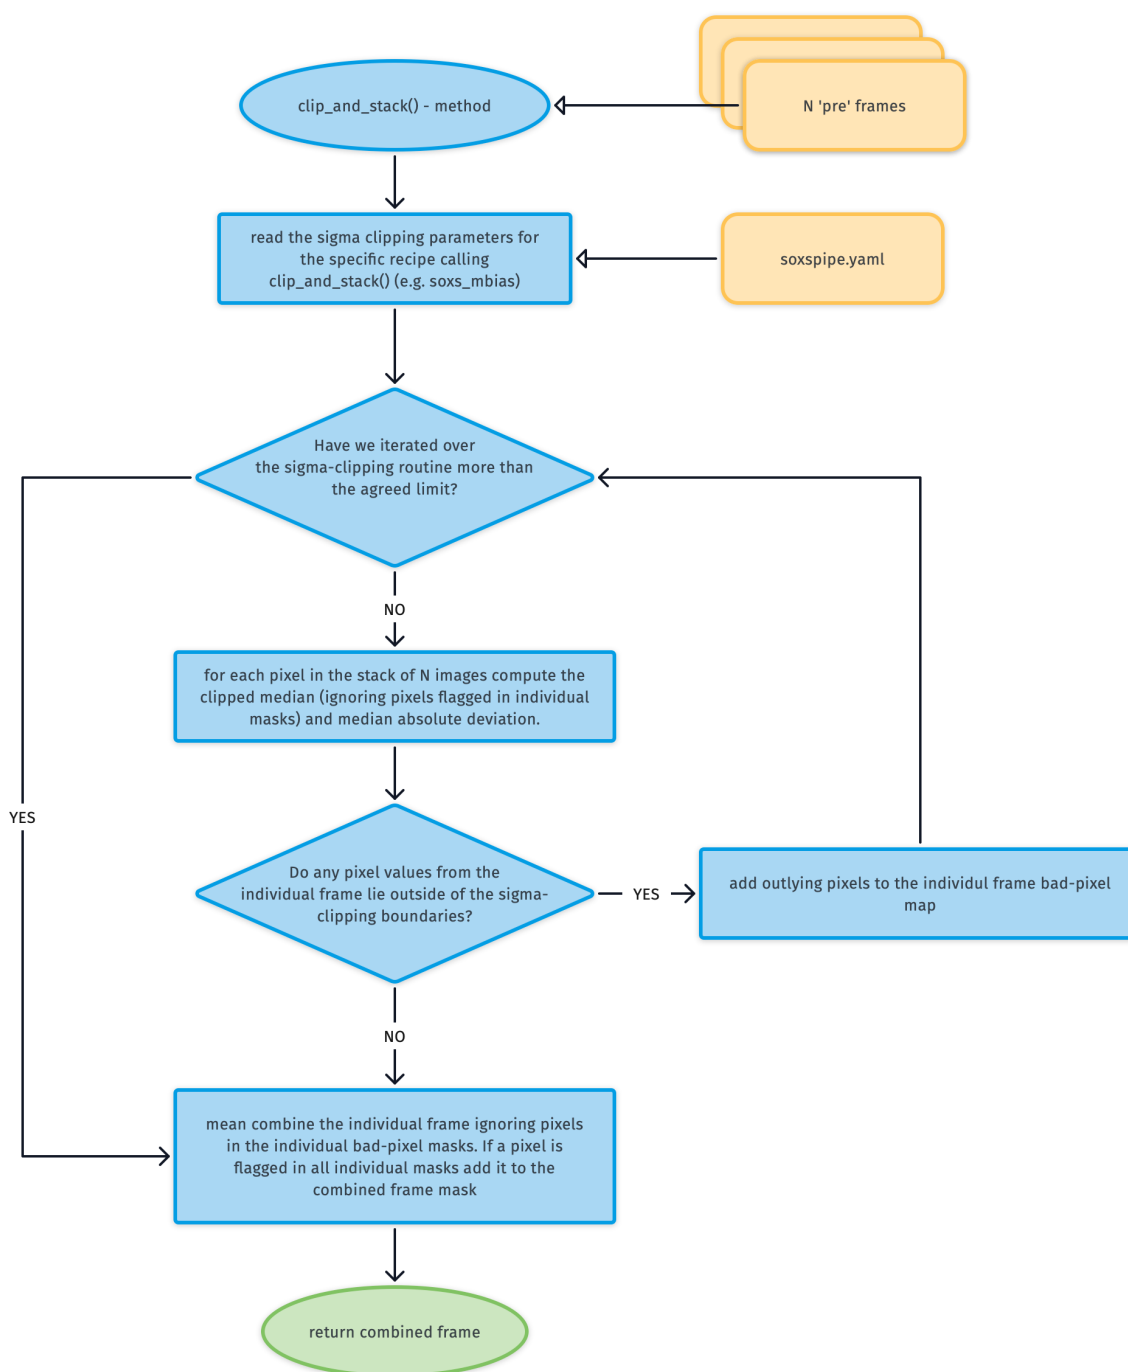 clip_and_stack() - method
N 'pre' frames
read the sigma clipping parameters for
the specific recipe calling
clip_and_stack() (e.g. soxs_mbias)
soxspipe.yaml
Have we iterated over
the sigma-clipping routine more than
the agreed limit?
NO
for each pixel in the stack of N images compute the
clipped median (ignoring pixels flagged in individual
masks) and median absolute deviation.
YES
Do any pixel values from the
individual frame lie outside of the sigma-
clipping boundaries?
YES
add outlying pixels to the individul frame bad-pixel
map
NO
mean combine the individual frame ignoring pixels
in the individual bad-pixel masks. If a pixel is
flagged in all individual masks add it to the
combined frame mask
return combined frame